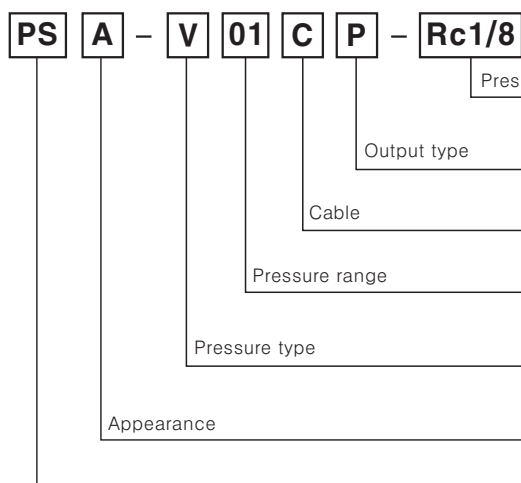 PS A – V 01 C P – Rc1/8
Output type
Cable
Pressure range
Pressure type
Appearance